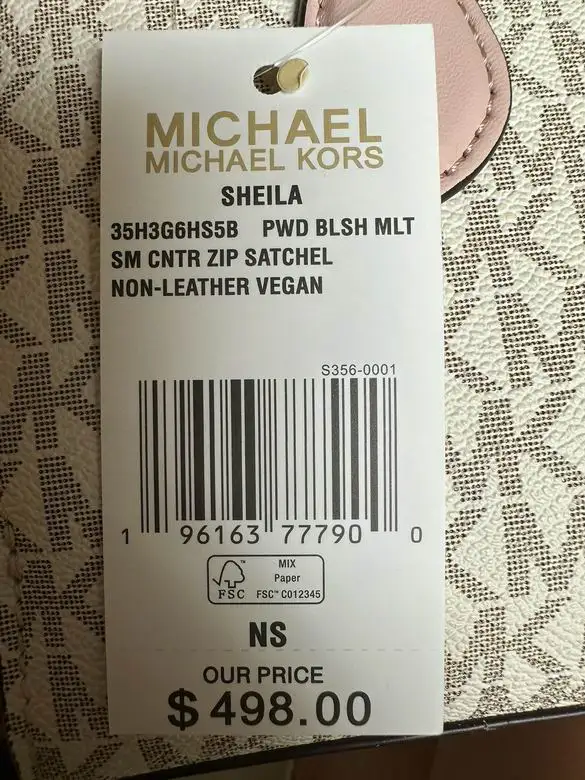 MICHAEL
MICHAEL KORS
SHEILA
35H3G6HS5B PWD BLSH MLT
SM CNTR ZIP SATCHEL
NON-LEATHER VEGAN
S356-0001
1 96163 77790 0
MIX
Paper
FSC™ FSC™ C012345
NS
OUR PRICE
$ 498.00